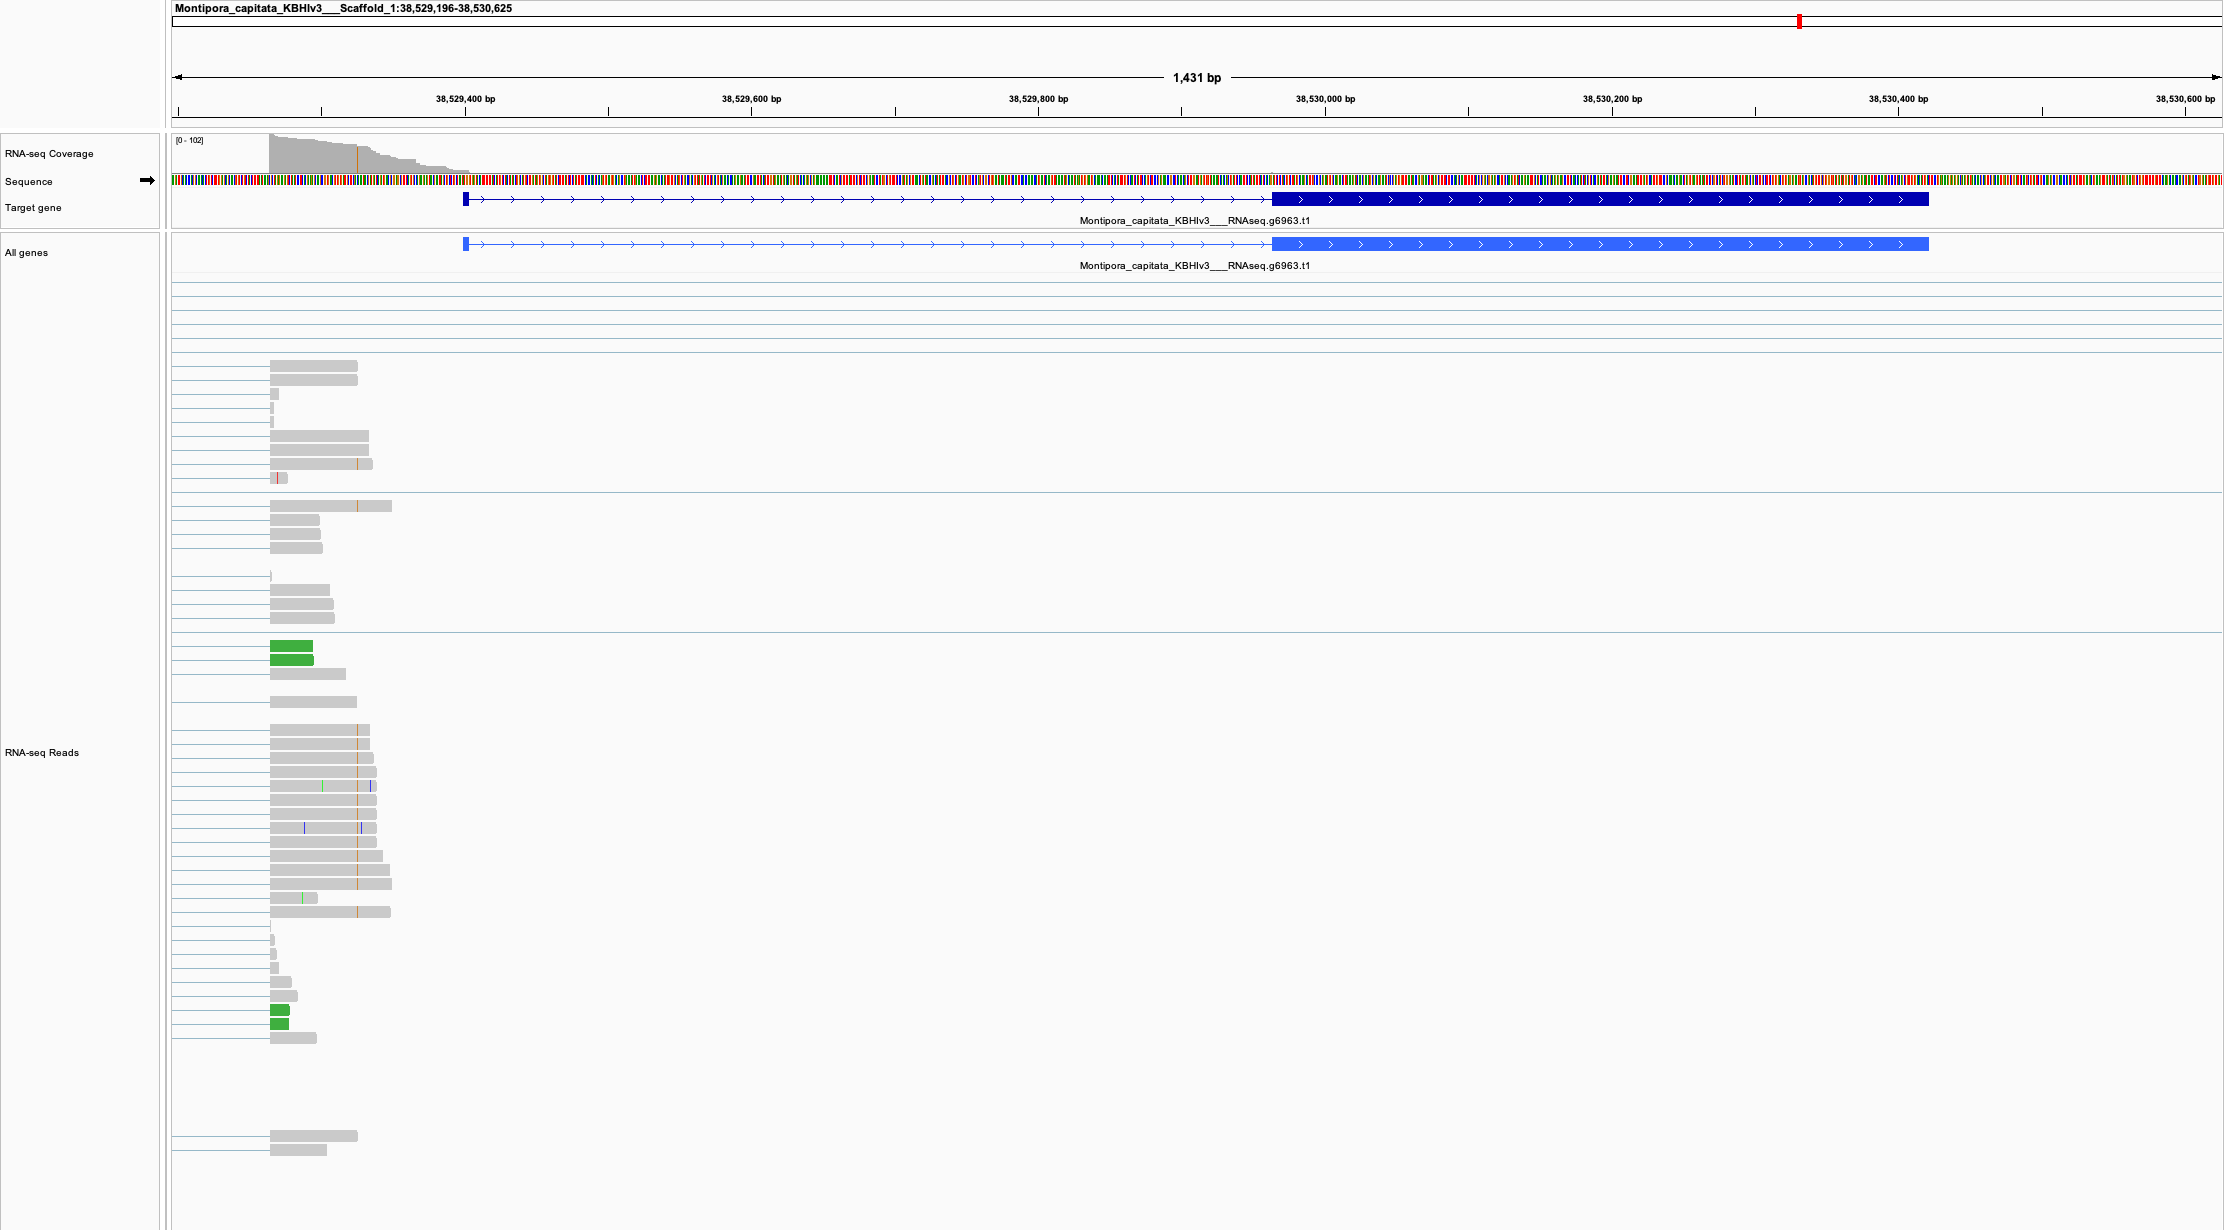 Montipora_capitata_KBHIv3___Scaffold_1:38,529,196-38,530,625
1,431 bp
38,529,400 bp 38,529,600 bp 38,529,800 bp 38,530,000 bp 38,530,200 bp 38,530,400 bp 38,530,600 bp
[0 - 102]
RNA-seq Coverage
Sequence
Target gene
Montipora_capitata_KBHIv3___RNAseq.g6963.t1
All genes
Montipora_capitata_KBHIv3___RNAseq.g6963.t1
RNA-seq Reads